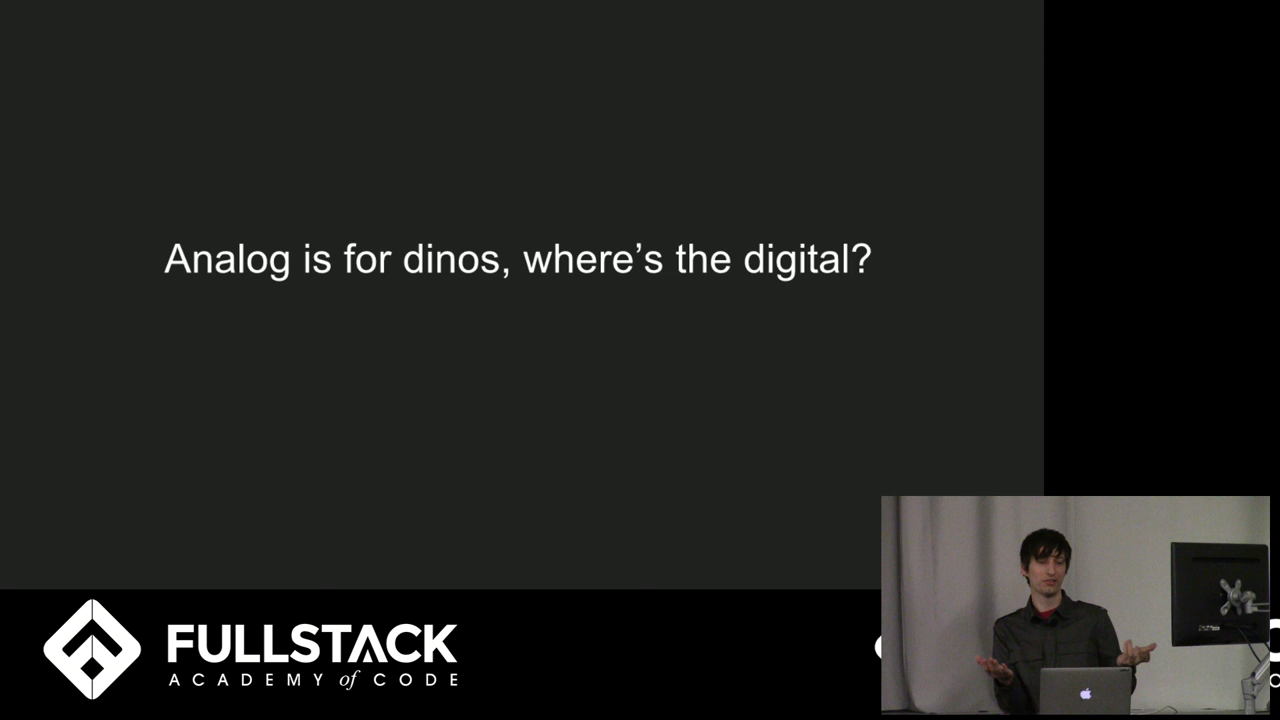 Analog is for dinos, where’s the digital?
FULLSTACK
ACADEMY of CODE